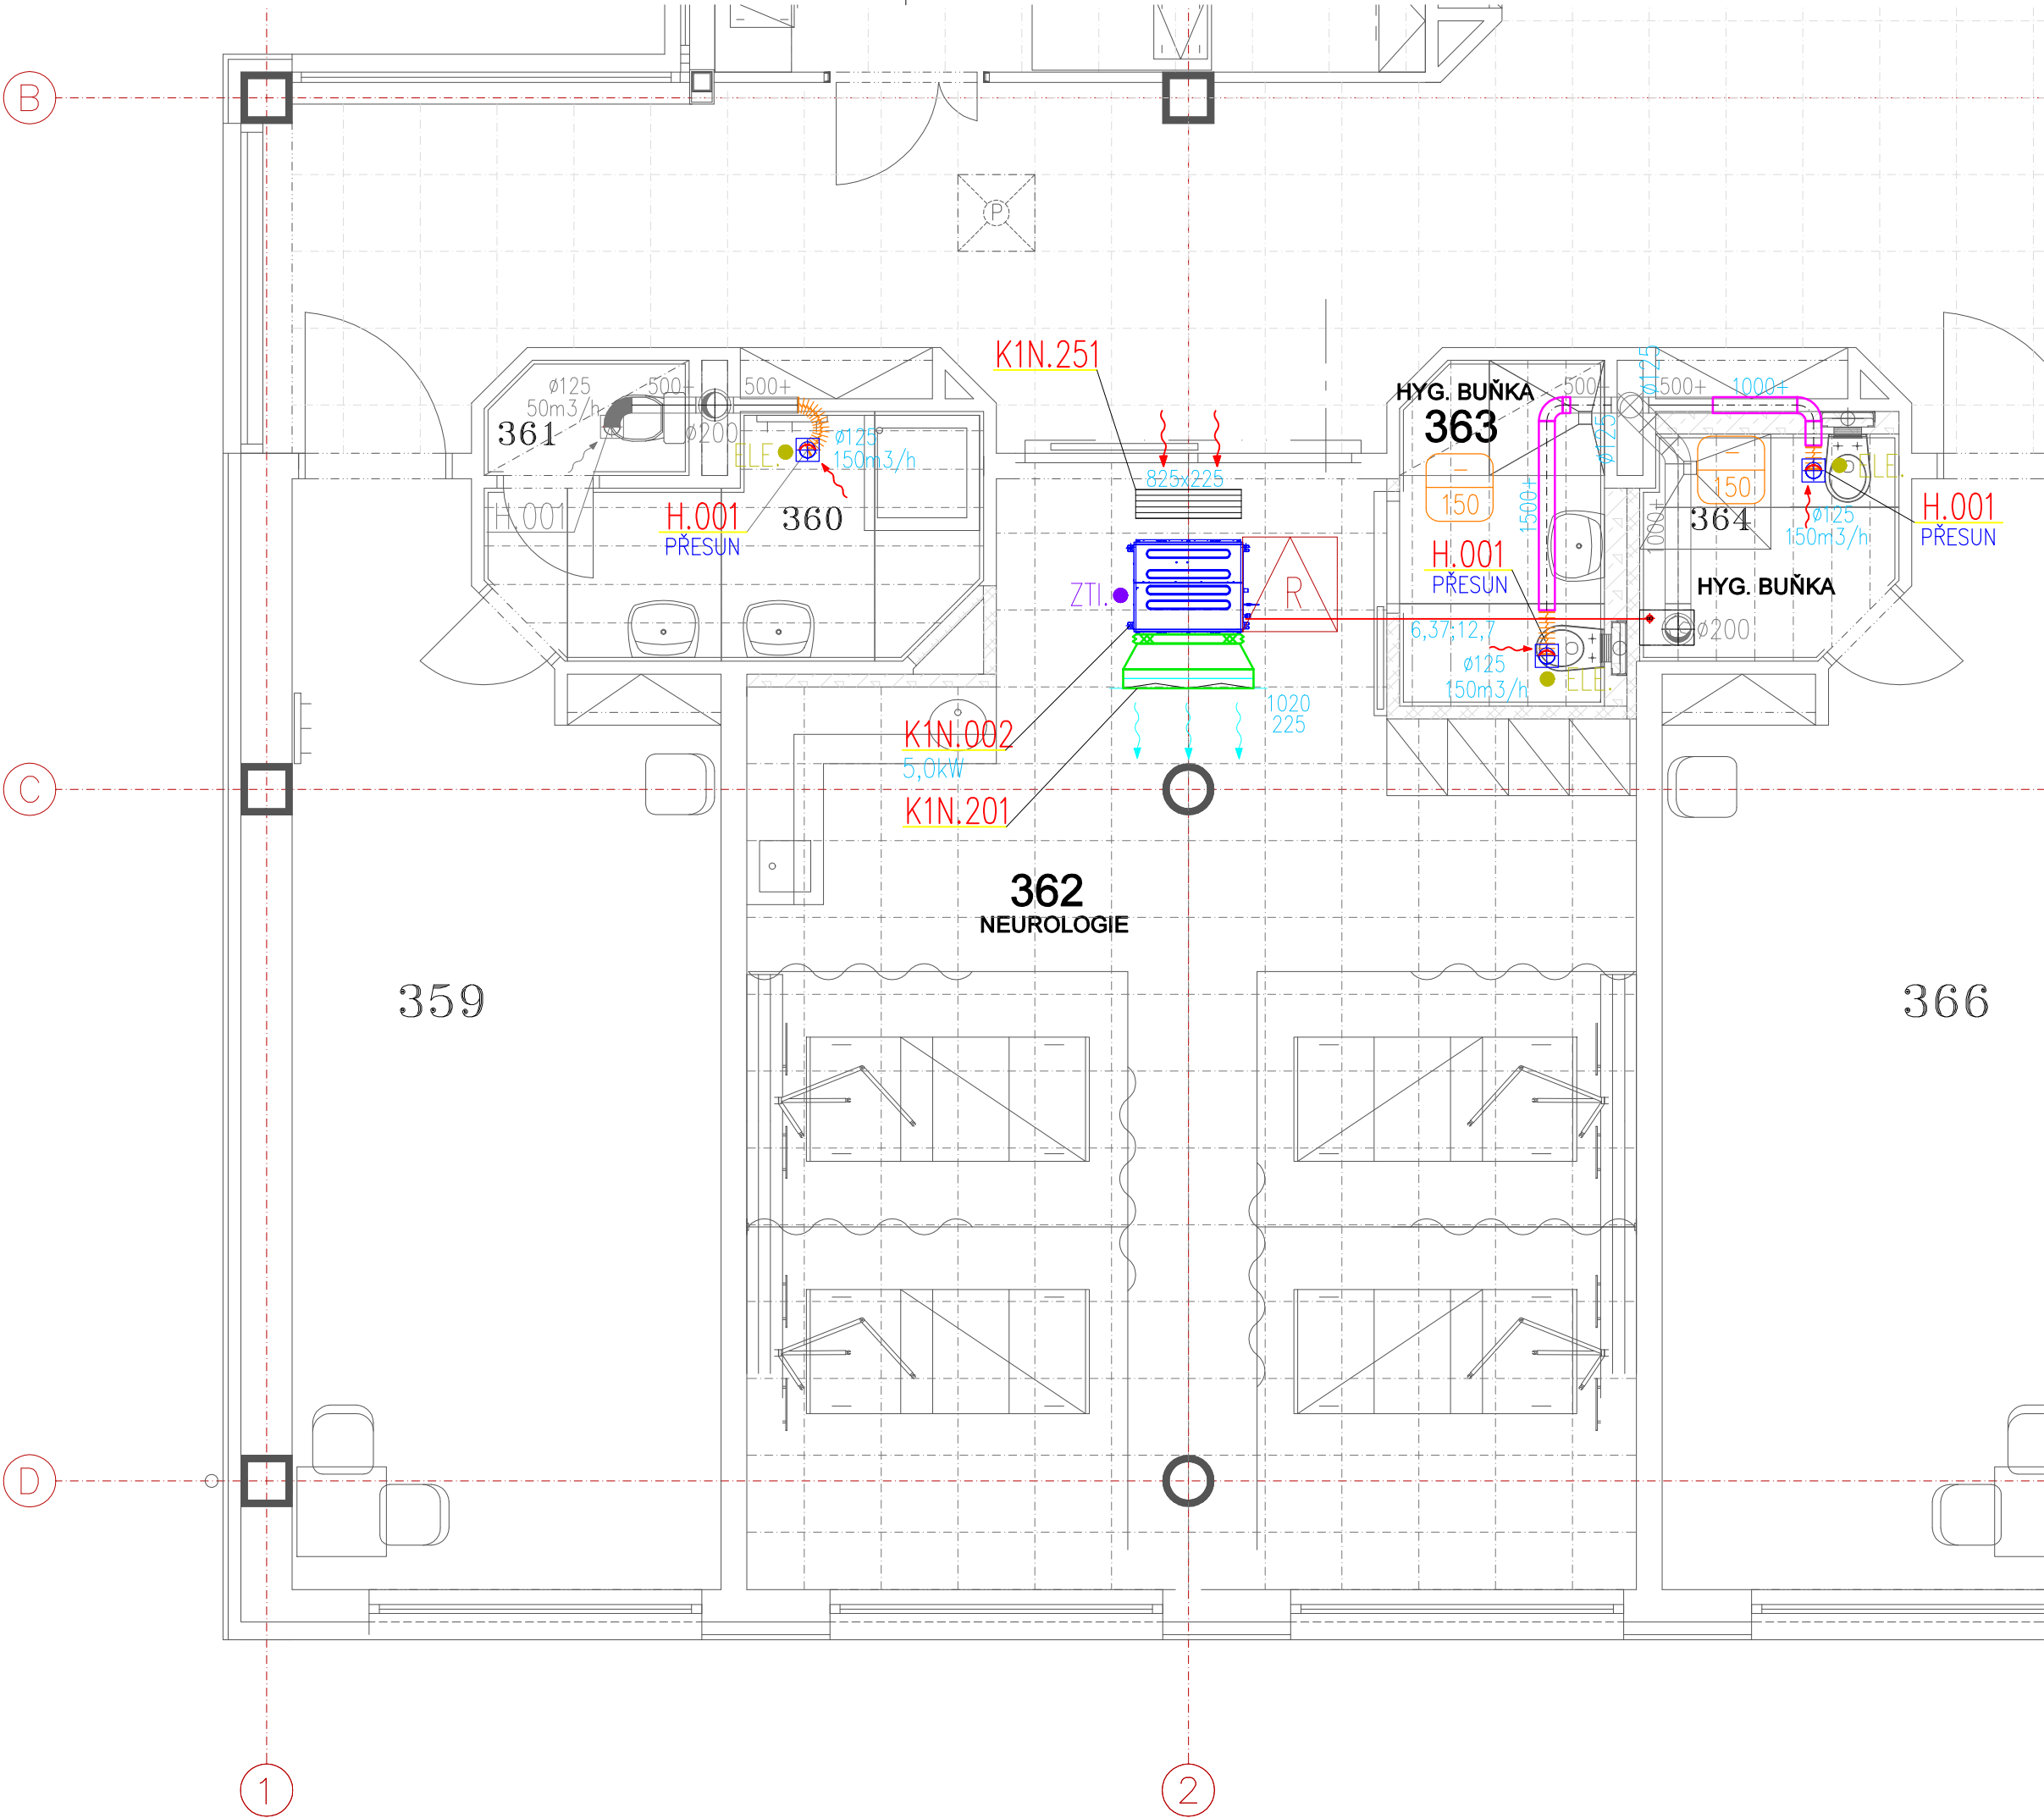 B
P
K1N.251
HYG. BUŇKA
363
ø125
50m3/h
500+
500+
361
ø200
ELE.
ø125
150m3/h
H.001
H.001
PŘESUN
360
825x225
500+
ø125
500+
1000+
ø125
150
1500+
150
ELE.
364
1000+
ø125
150m3/h
H.001
PŘESUN
H.001
PŘESUN
HYG. BUŇKA
ZTI.
R
6,37;12,7
ø125
150m3/h
ELE.
ø200
1020
225
K1N.002
5,0kW
K1N.201
C
362
NEUROLOGIE
359
366
D
1
2